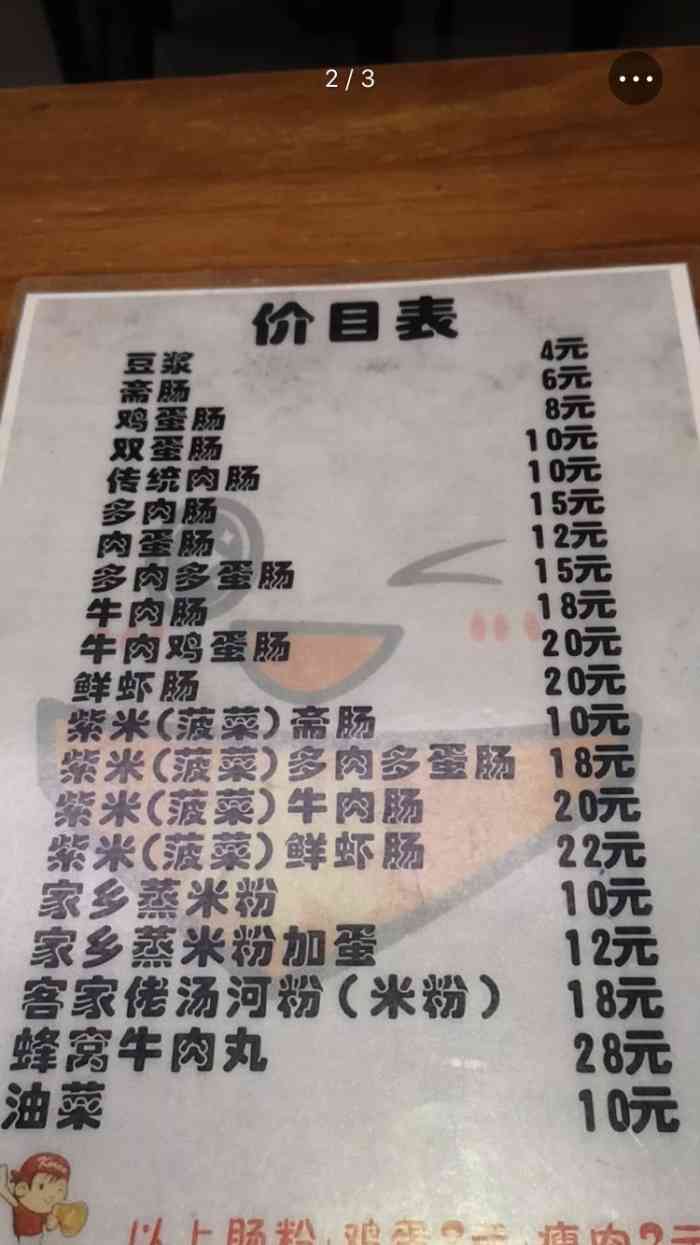 2 / 3
价目表
豆浆 4元
斋肠 6元
鸡蛋肠 8元
双蛋肠 10元
传统肉肠 10元
多肉肠 15元
肉蛋肠 12元
多肉多蛋肠 15元
牛肉肠 18元
牛肉鸡蛋肠 20元
鲜虾肠 20元
紫米(菠菜)斋肠 10元
紫米(菠菜)多肉多蛋肠 18元
紫米(菠菜)牛肉肠 20元
紫米(菠菜)鲜虾肠 22元
家乡蒸米粉 10元
家乡蒸米粉加蛋 12元
客家佬汤河粉(米粉) 18元
蜂窝牛肉丸 28元
油菜 10元
以上肠粉 鸡蛋2元 瘦肉2元